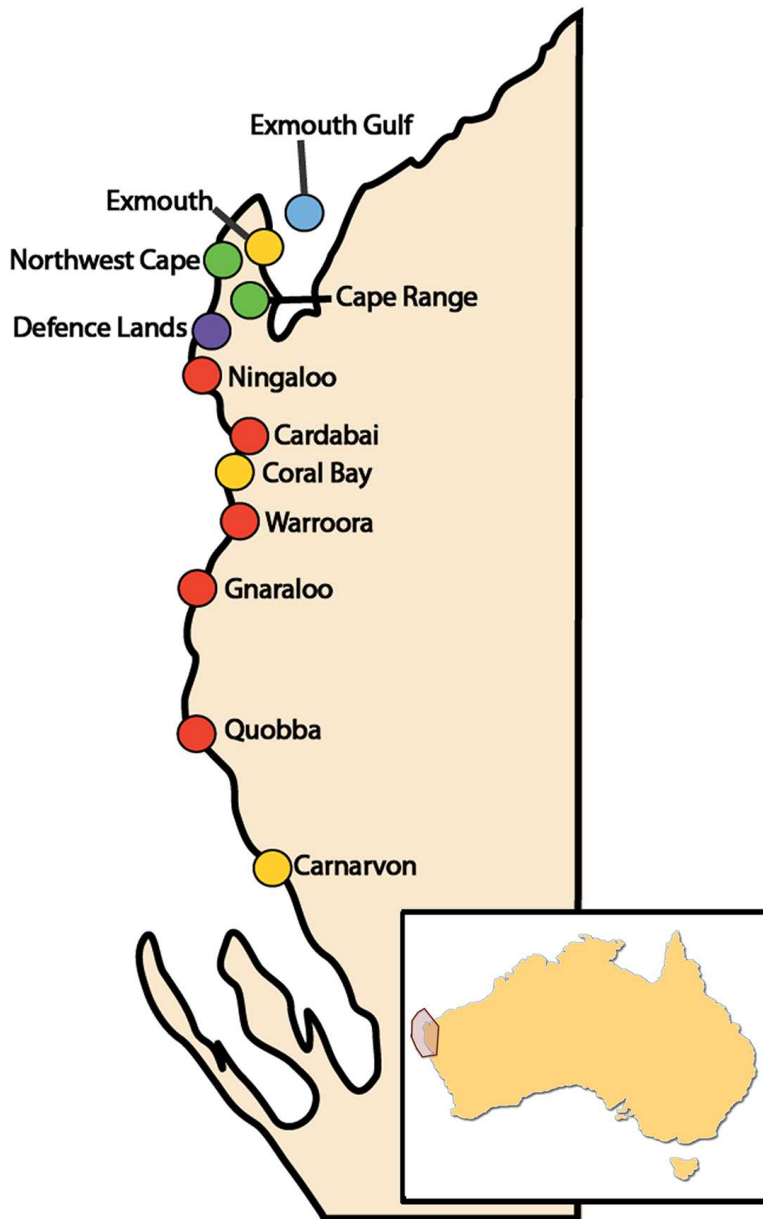 Exmouth Gulf
Exmouth
Northwest Cape
Cape Range
Defence Lands
Ningaloo
Cardabai
Coral Bay
Warroora
Gnaraloo
Quobba
Carnarvon